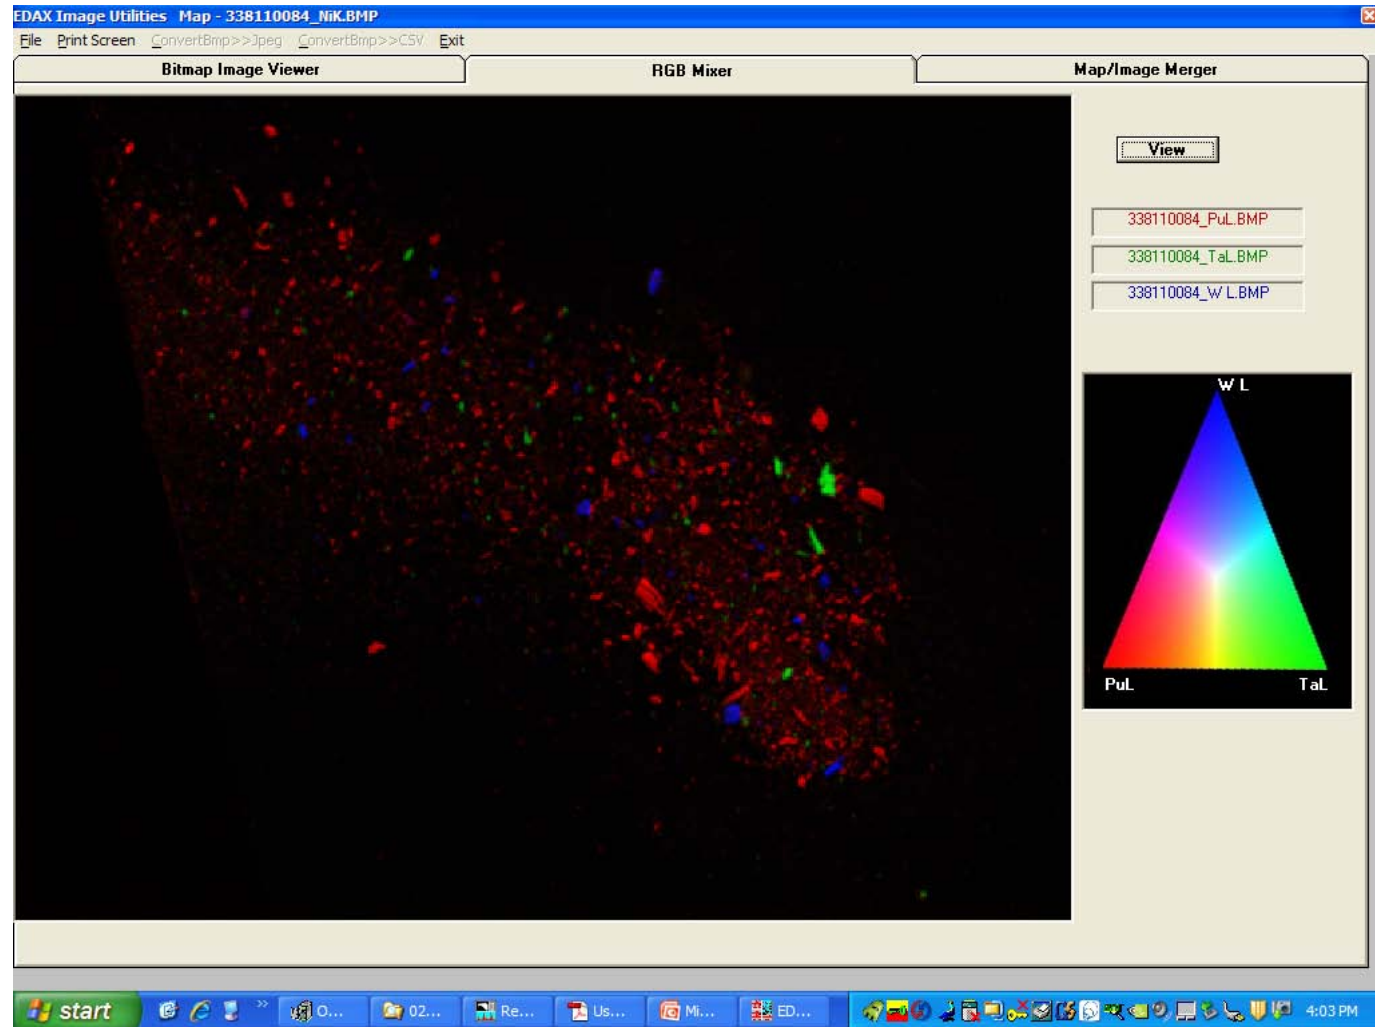 EDAX Image Utilities Map - 338110084_NiK.BMP
File Print Screen ConvertBmp>>Jpeg ConvertBmp>>CSV Exit
Bitmap Image Viewer RGB Mixer Map/Image Merger
View
338110084_PuL.BMP
338110084_TaL.BMP
338110084_W L.BMP
W L
PuL TaL
start » O... 02... Re... Us... Mi... ED... 4:03 PM